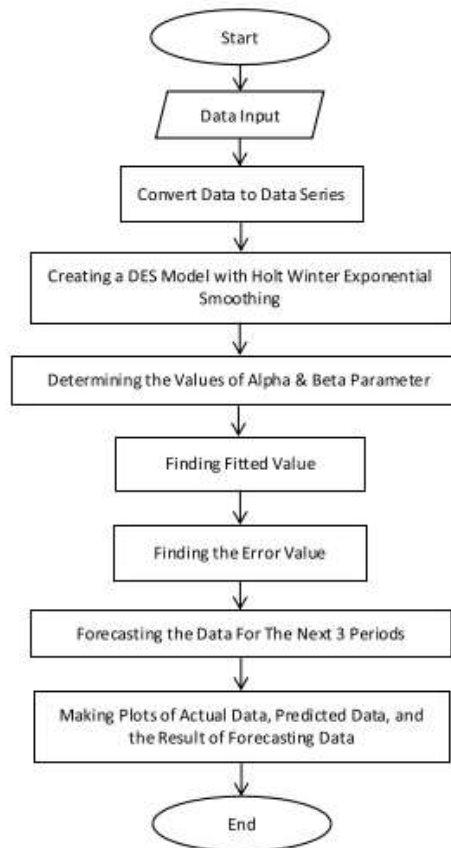 Start
Data Input
Convert Data to Data Series
Creating a DES Model with Holt Winter Exponential
Smoothing
Determining the Values of Alpha & Beta Parameter
Finding Fitted Value
Finding the Error Value
Forecasting the Data For The Next 3 Periods
Making Plots of Actual Data, Predicted Data, and
the Result of Forecasting Data
End